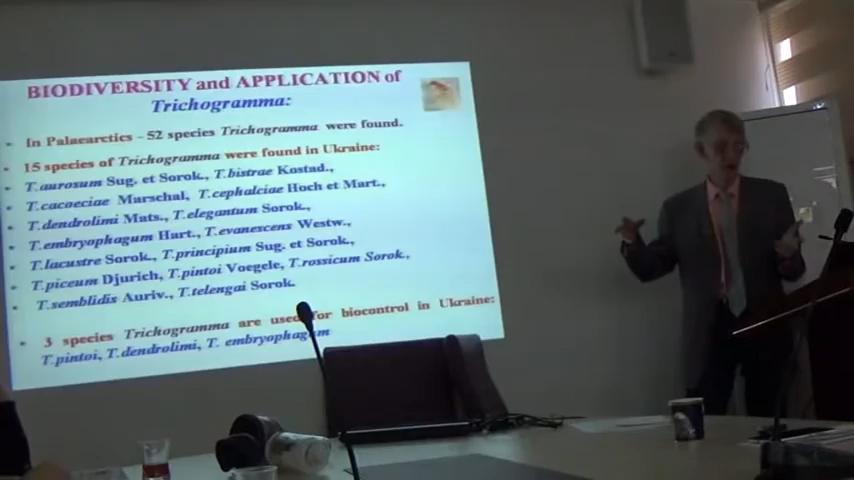 BIODIVERSITY and APPLICATION of
Trichogramma:
In Palaearctics – 52 species Trichogramma were found.
15 species of Trichogramma were found in Ukraine:
T.aurosum Sug. et Sorok., T.bistrae Kostad.,
T.cacoeciae Marschal, T.cephalciae Hoch et Mart.,
T.dendrolimi Mats., T.elegantum Sorok.,
T.embryophagum Hart., T.evanescens Westw.,
T.lacustre Sorok., T.principium Sug. et Sorok.,
T.piceum Djurich, T.pintoi Voegele, T.rossicum Sorok.,
T.semblidis Auriv., T.telengai Sorok.
3 species Trichogramma are used for biocontrol in Ukraine:
T.pintoi, T.dendrolimi, T. embryophagum